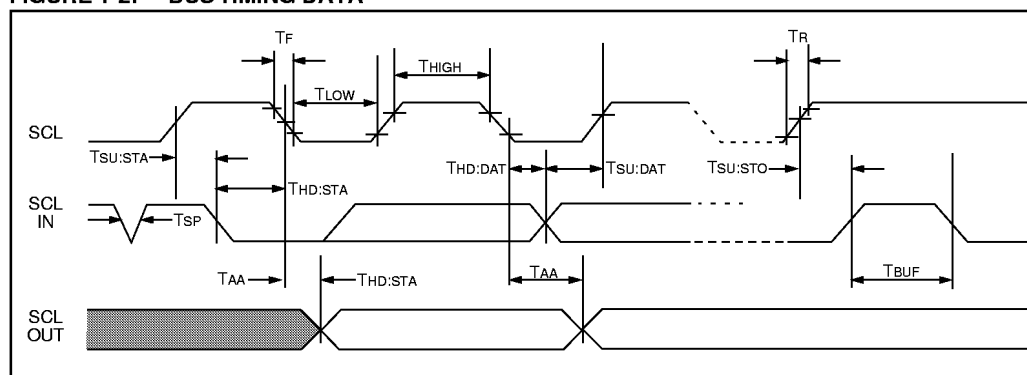 FIGURE 1-2: BUS TIMING DATA
TF
TR
THIGH
TLOW
SCL
TSU:STA
THD:DAT
TSU:DAT
TSU:STO
THD:STA
SCL
IN
TSP
TAA
THD:STA
TAA
TBUF
SCL
OUT